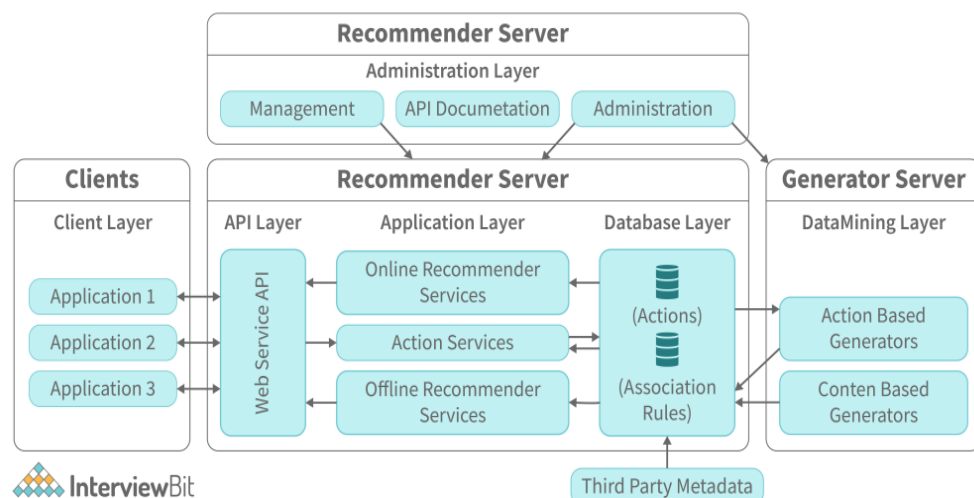 Recommender Server
Administration Layer
Management
API Documetation
Administration
Clients
Client Layer
Application 1
Application 2
Application 3
Recommender Server
API Layer
Application Layer
Database Layer
Web Service API
Online Recommender
Services
Action Services
Offline Recommender
Services
(Actions)
(Association
Rules)
Generator Server
DataMining Layer
Action Based
Generators
Conten Based
Generators
Third Party Metadata
InterviewBit